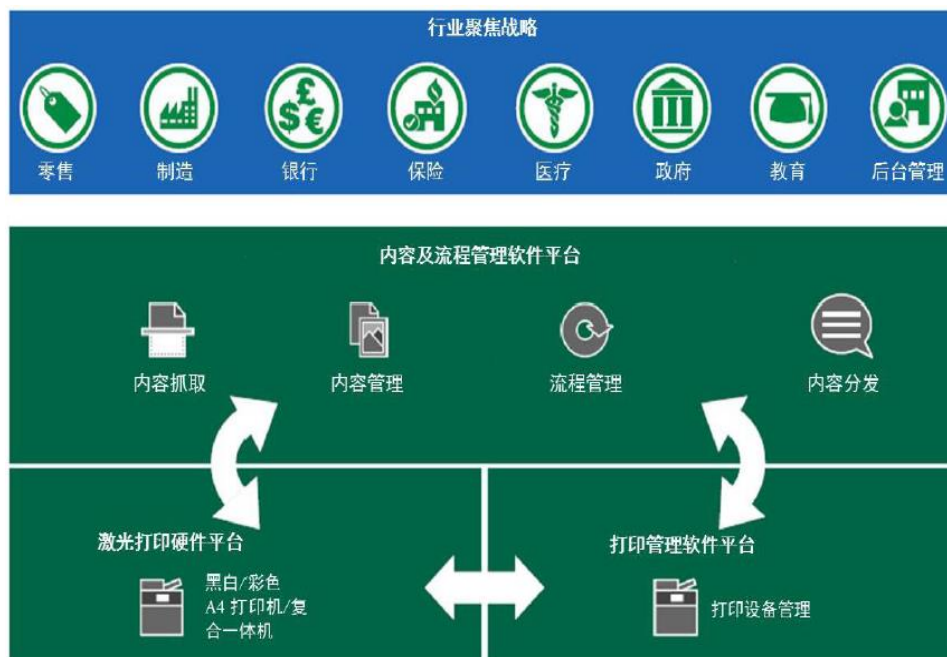 行业聚焦战略
零售 制造 银行 保险 医疗 政府 教育 后台管理
内容及流程管理软件平台
内容抓取 内容管理 流程管理 内容分发
激光打印硬件平台
黑白/彩色
A4 打印机/复
合一体机
打印管理软件平台
打印设备管理